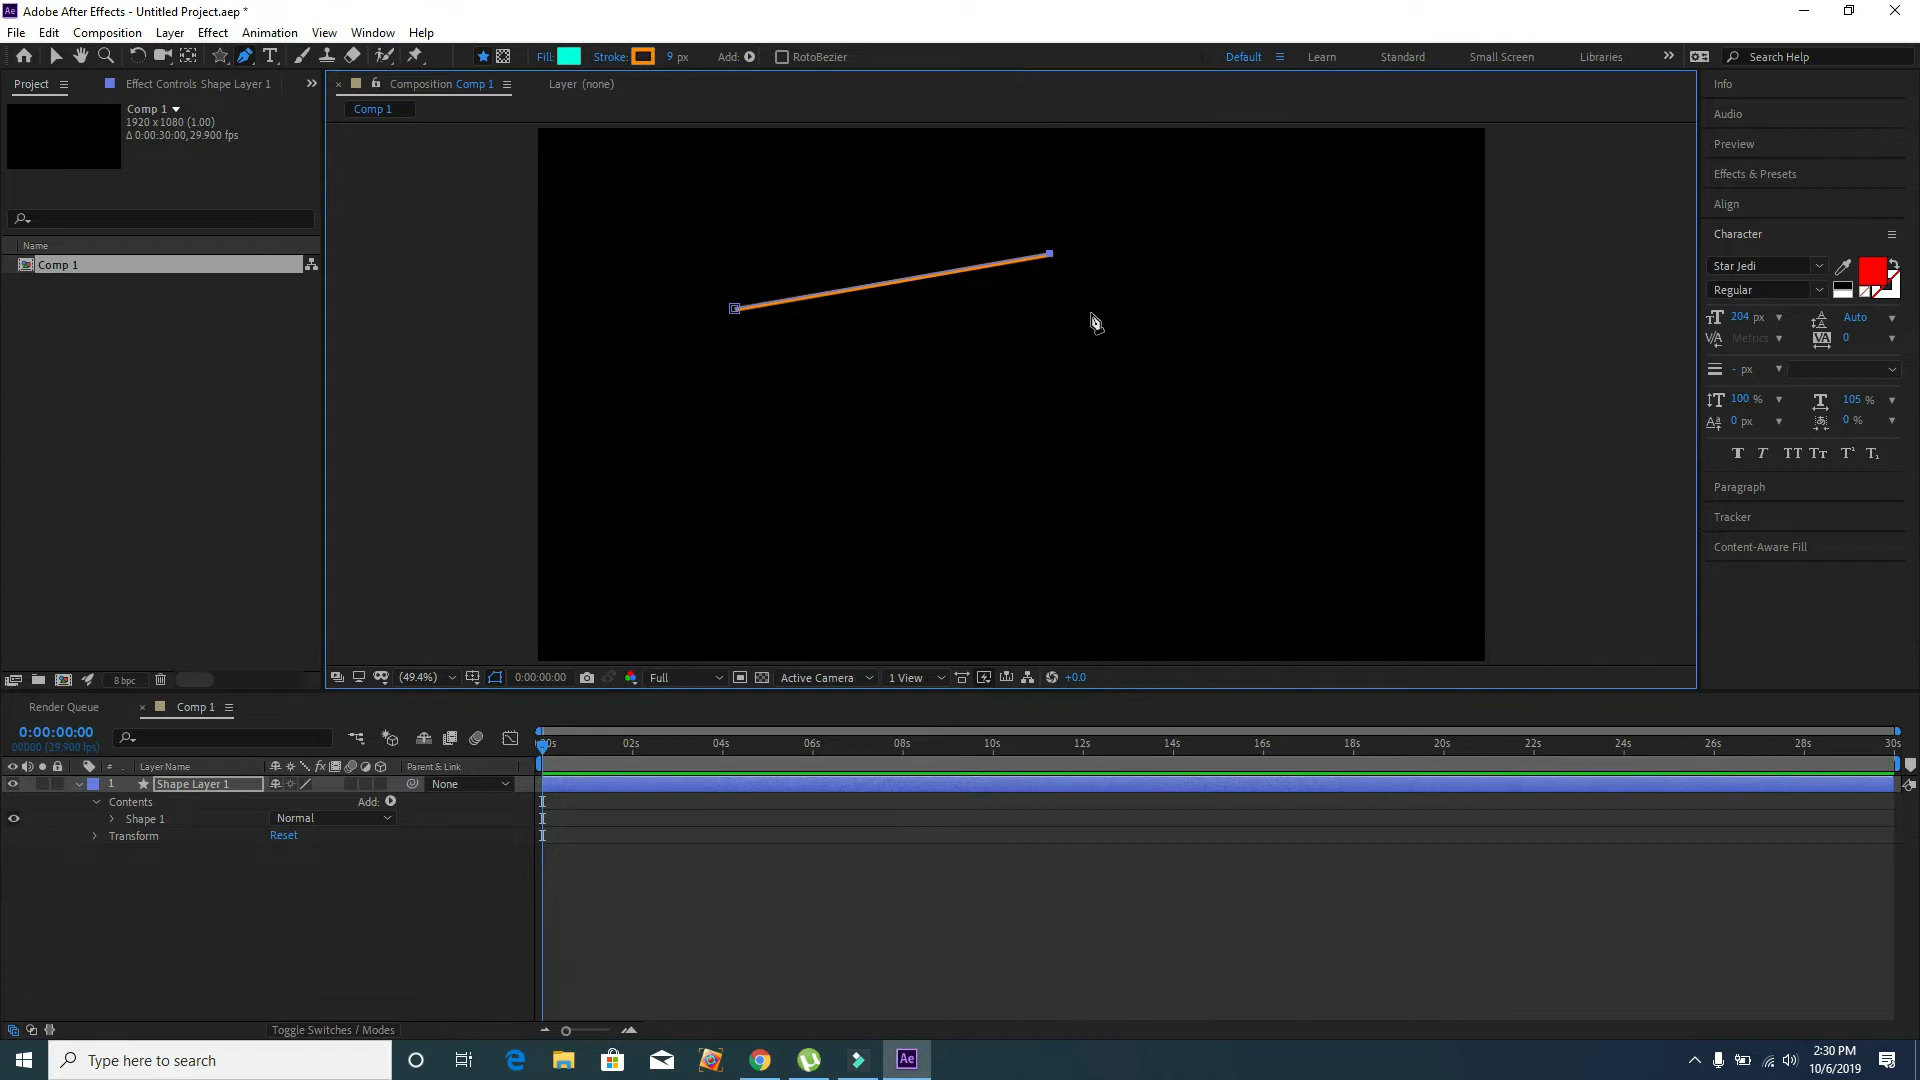 Adobe After Effects - Untitled Project.aep *
File Edit Composition Layer Effect Animation View Window Help
Fill: Stroke: 9 px Add: RotoBezier Default Learn Standard Small Screen Libraries Search Help
Project Effect Controls Shape Layer 1 Composition Comp 1 Layer (none)
Comp 1
1920 x 1080 (1.00)
Δ 0:00:30:00, 29.900 fps
Comp 1
Name
Comp 1
Info
Audio
Preview
Effects & Presets
Align
Character
Star Jedi
Regular
204 px Auto
Metrics 0
- px
100 % 105 %
0 px 0 %
Paragraph
Tracker
Content-Aware Fill
8 bpc (49.4%) 0:00:00:00 Full Active Camera 1 View +0.0
Render Queue Comp 1
0:00:00:00
00000 (29.900 fps)
00s 02s 04s 06s 08s 10s 12s 14s 16s 18s 20s 22s 24s 26s 28s 30s
# Layer Name Parent & Link
1 Shape Layer 1 None
Contents Add:
Shape 1 Normal
Transform Reset
Toggle Switches / Modes
Type here to search
Ae
2:30 PM
10/6/2019